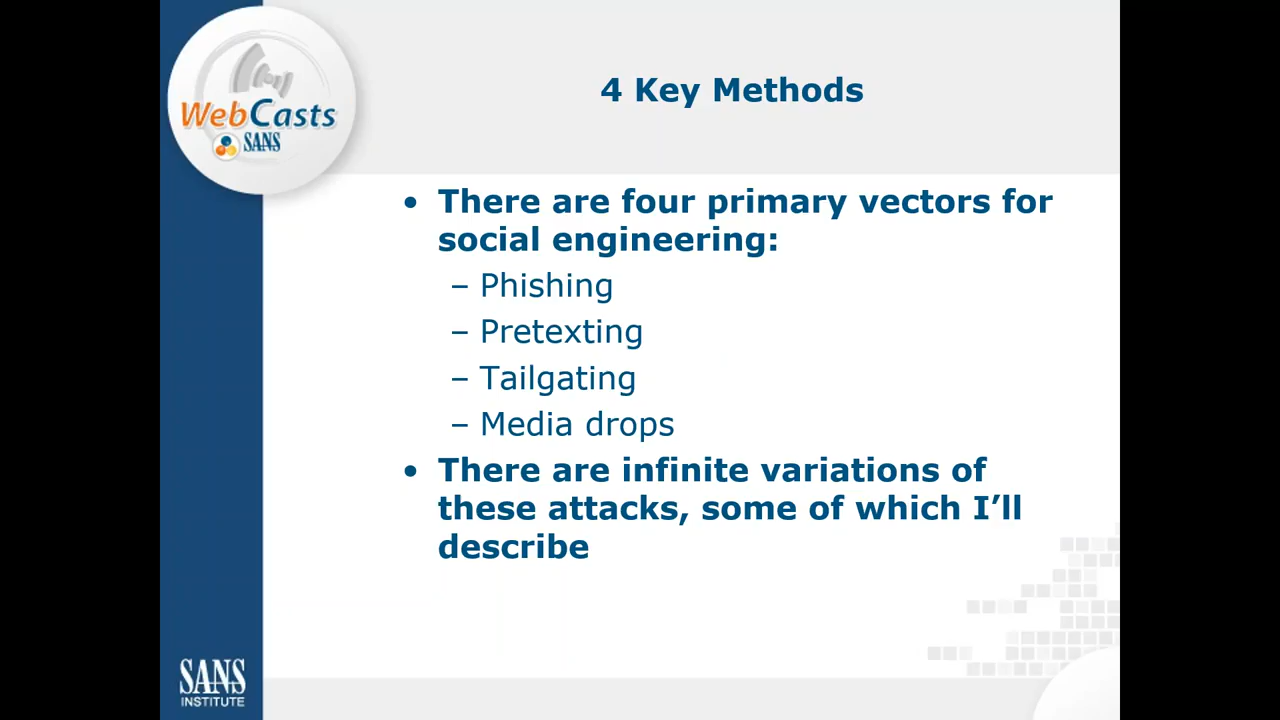 WebCasts
SANS
4 Key Methods
• There are four primary vectors for
social engineering:
– Phishing
– Pretexting
– Tailgating
– Media drops
• There are infinite variations of
these attacks, some of which I’ll
describe
SANS
INSTITUTE